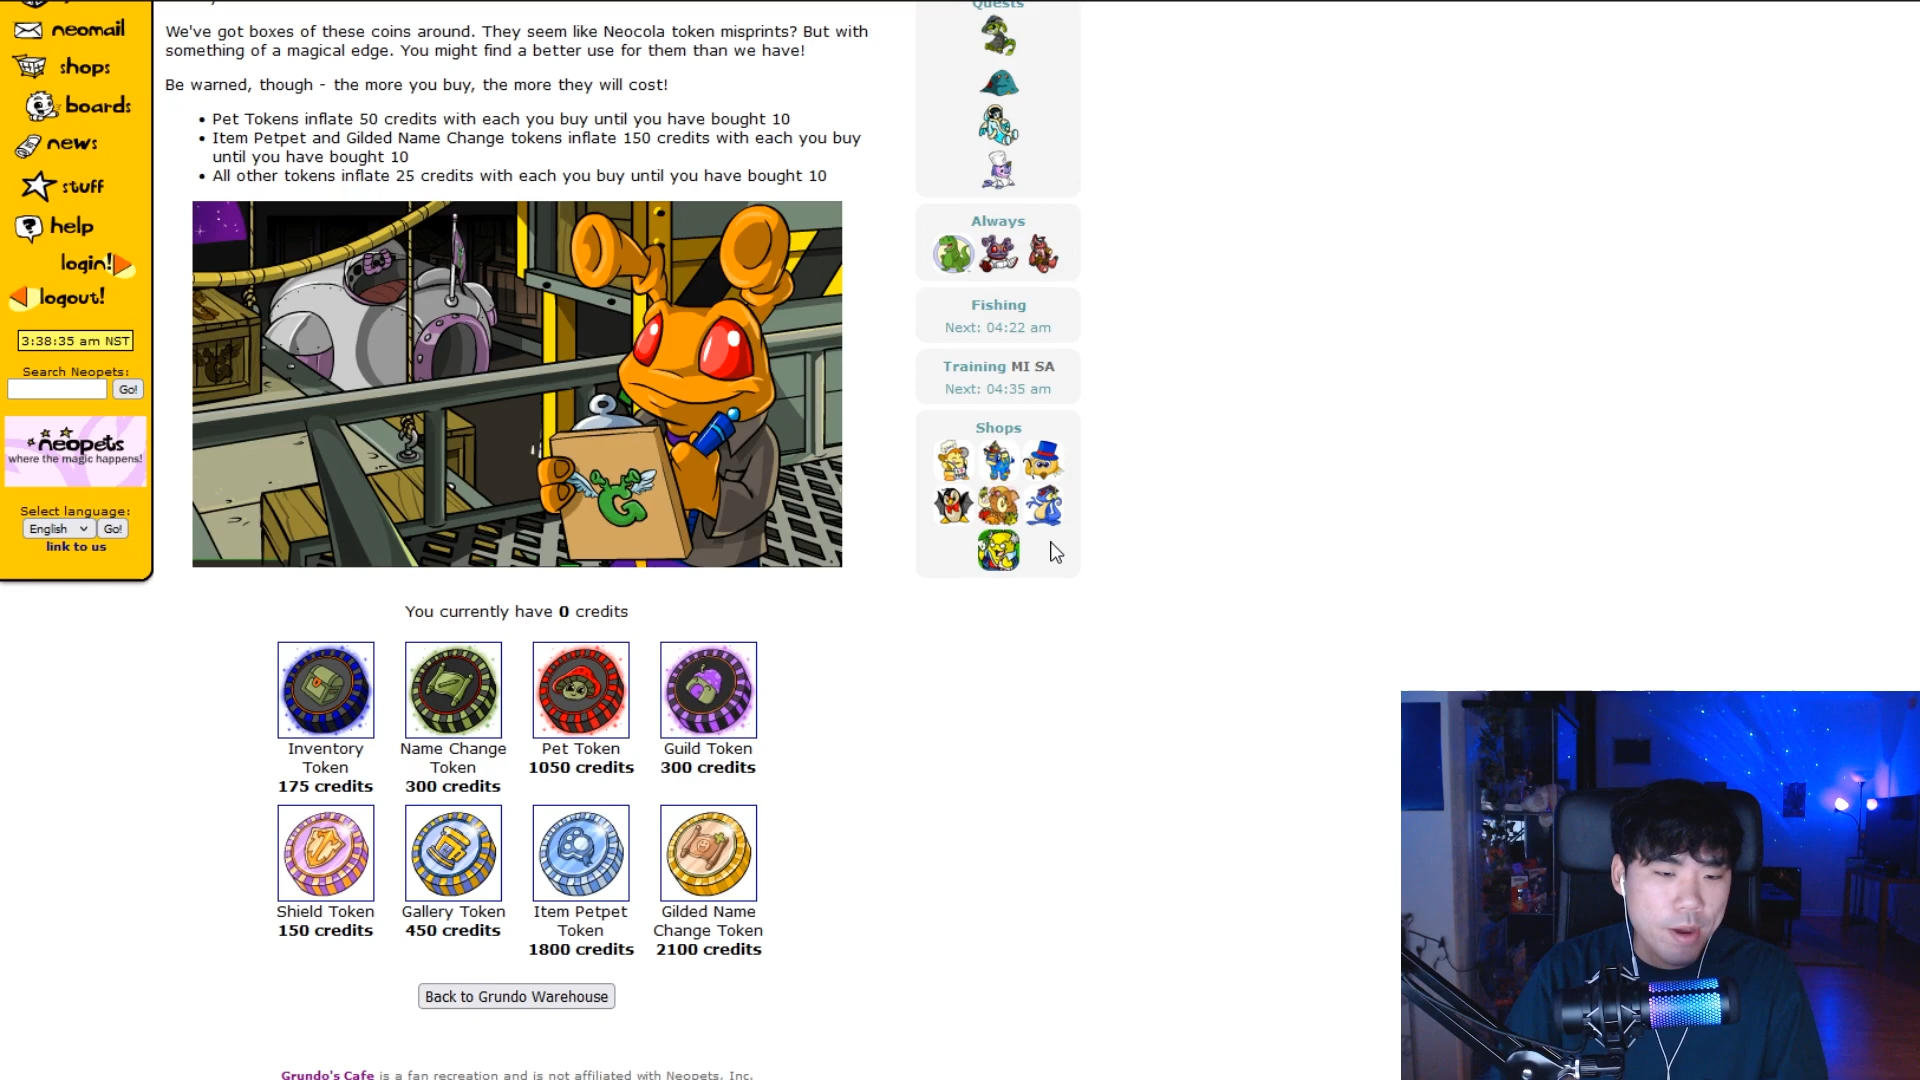 neomail
shops
boards
news
stuff
help
login!
logout!
3:38:35 am NST
Search Neopets:
Go!
neopets
where the magic happens!
Select language:
English
Go!
link to us
We've got boxes of these coins around. They seem like Neocola token misprints? But with
something of a magical edge. You might find a better use for them than we have!
Be warned, though - the more you buy, the more they will cost!
• Pet Tokens inflate 50 credits with each you buy until you have bought 10
• Item Petpet and Gilded Name Change tokens inflate 150 credits with each you buy
until you have bought 10
• All other tokens inflate 25 credits with each you buy until you have bought 10
G
You currently have 0 credits
Inventory
Token
175 credits
Name Change
Token
300 credits
Pet Token
1050 credits
Guild Token
300 credits
Shield Token
150 credits
Gallery Token
450 credits
Item Petpet
Token
1800 credits
Gilded Name
Change Token
2100 credits
Back to Grundo Warehouse
Grundo's Cafe is a fan recreation and is not affiliated with Neopets, Inc.
Quests
Always
Fishing
Next: 04:22 am
Training MI SA
Next: 04:35 am
Shops